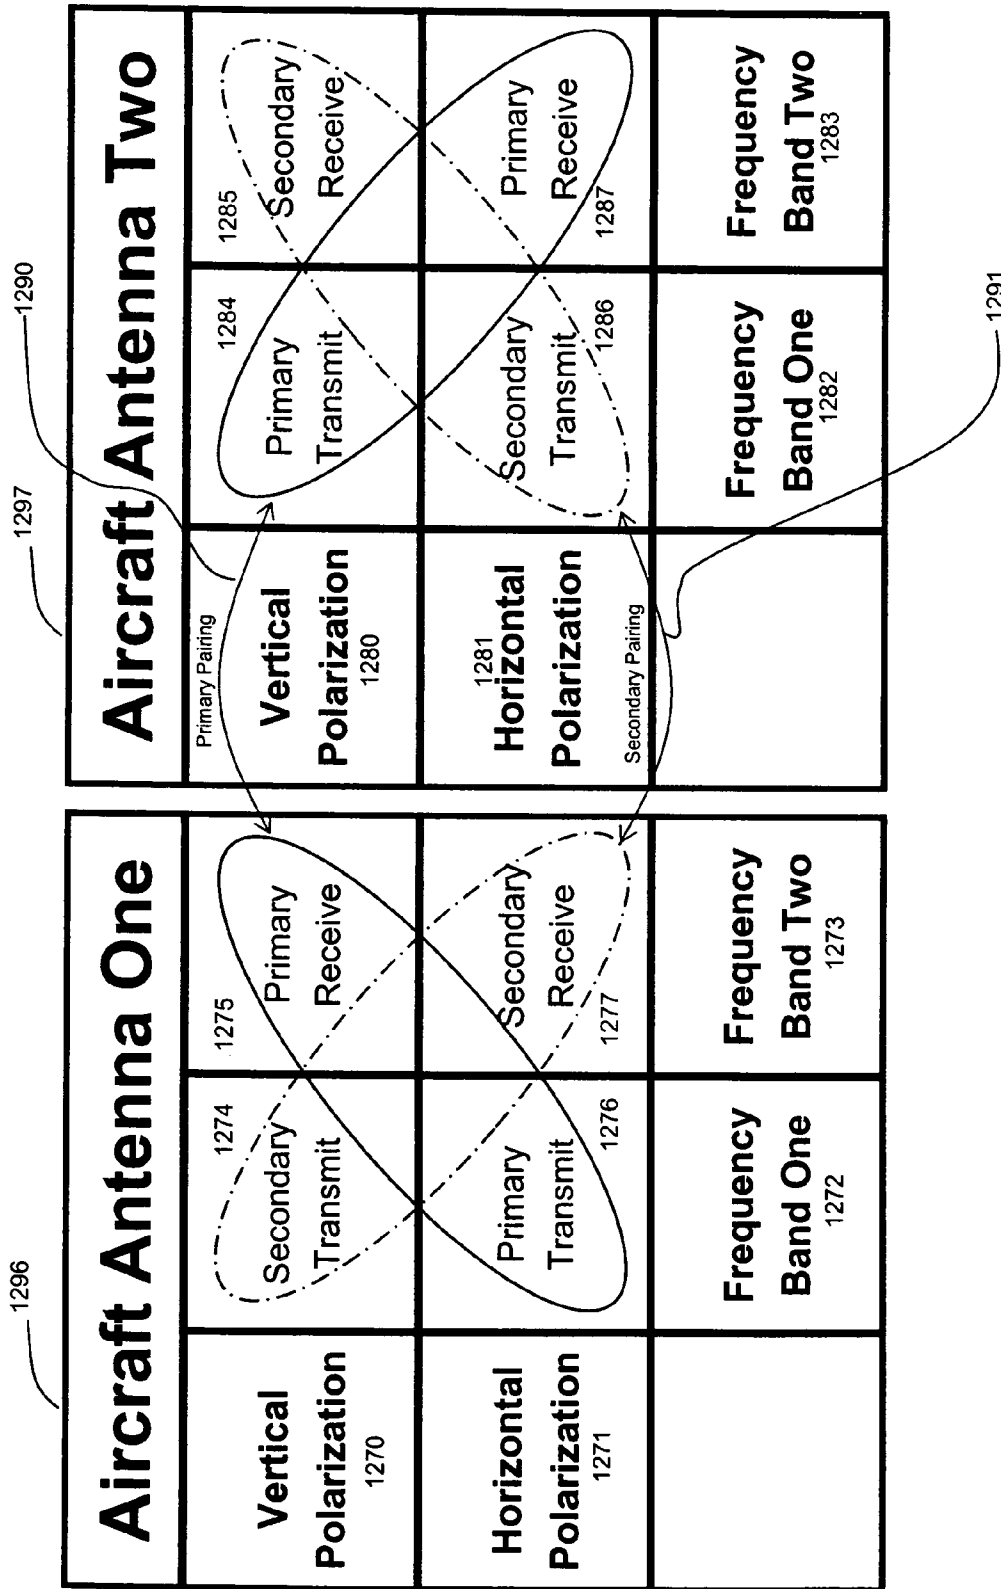 1296
Aircraft Antenna One
Vertical
Polarization
1270
1274
Secondary
Transmit
1275
Primary
Receive
Horizontal
Polarization
1271
Primary
Transmit
1276
Secondary
Receive
1277
Frequency
Band One
1272
Frequency
Band Two
1273
1297
1290
Aircraft Antenna Two
Primary Pairing
Vertical
Polarization
1280
1284
Primary
Transmit
1285
Secondary
Receive
1281
Horizontal
Polarization
Secondary Pairing
Secondary
Transmit
1286
Primary
Receive
1287
Frequency
Band One
1282
Frequency
Band Two
1283
1291